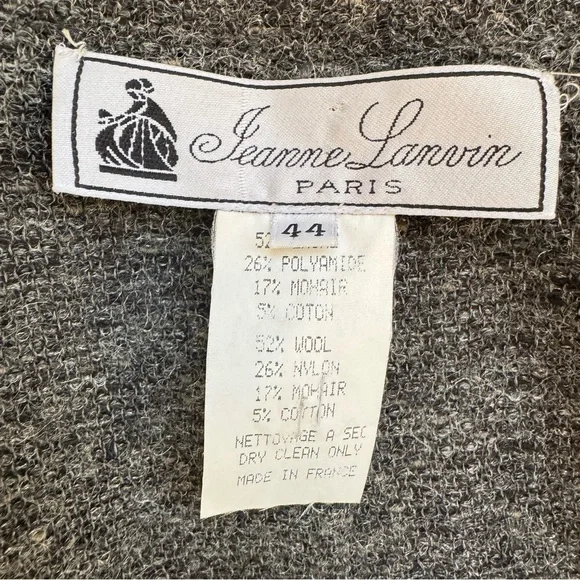 Jeanne Lanvin
PARIS
44
52
26% POLYAMIDE
17% MOHAIR
5% COTON
52% WOOL
26% NYLON
17% MOHAIR
5% COTTON
NETTOYAGE A SEC
DRY CLEAN ONLY
MADE IN FRANCE